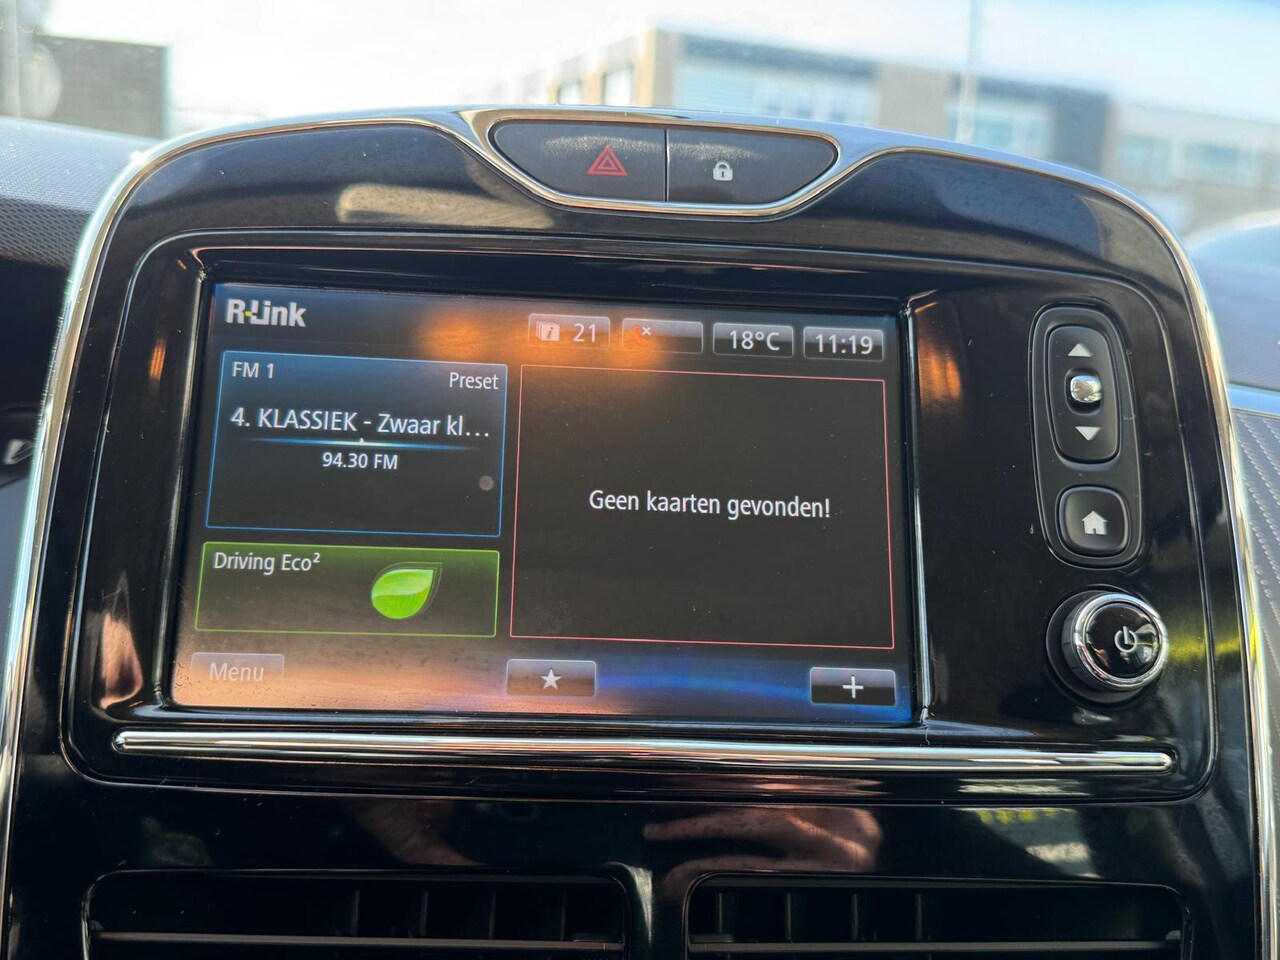 R-Link
21
18°C
11:19
FM 1
Preset
4. KLASSIEK - Zwaar kl...
94.30 FM
Geen kaarten gevonden!
Driving Eco²
Menu